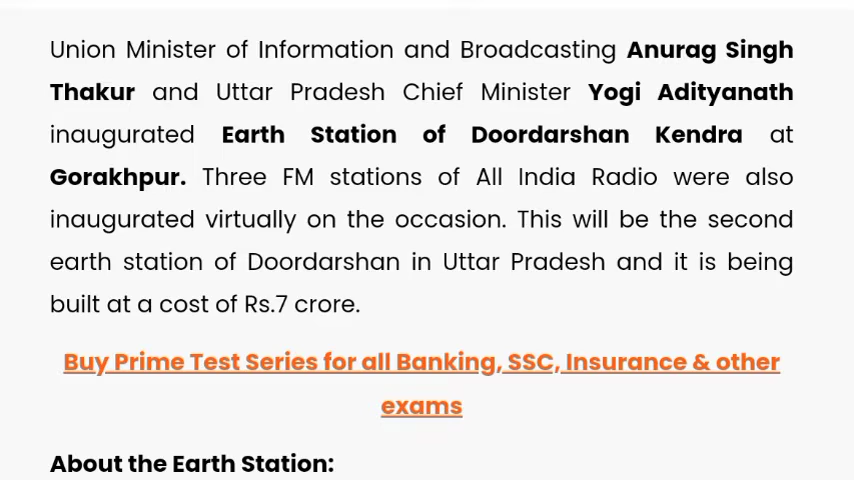 Union Minister of Information and Broadcasting Anurag Singh
Thakur and Uttar Pradesh Chief Minister Yogi Adityanath
inaugurated Earth Station of Doordarshan Kendra at
Gorakhpur. Three FM stations of All India Radio were also
inaugurated virtually on the occasion. This will be the second
earth station of Doordarshan in Uttar Pradesh and it is being
built at a cost of Rs.7 crore.
Buy Prime Test Series for all Banking, SSC, Insurance & other
exams
About the Earth Station: